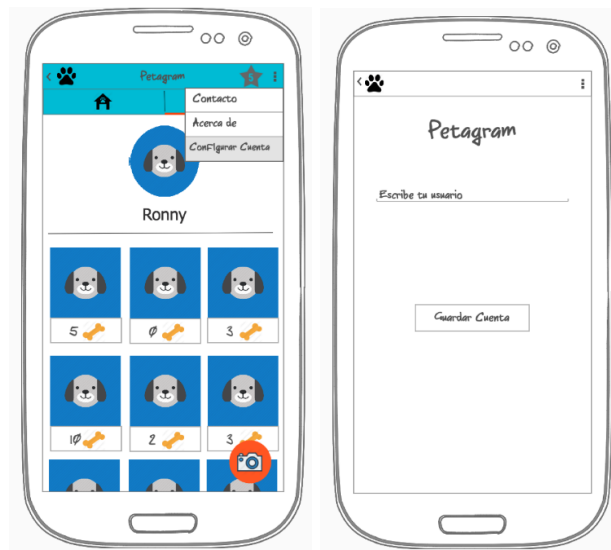 Petagram
5
Contacto
Acerca de
Configurar Cuenta
Ronny
5
0
3
10
2
3
Petagram
Escribe tu usuario
Guardar Cuenta